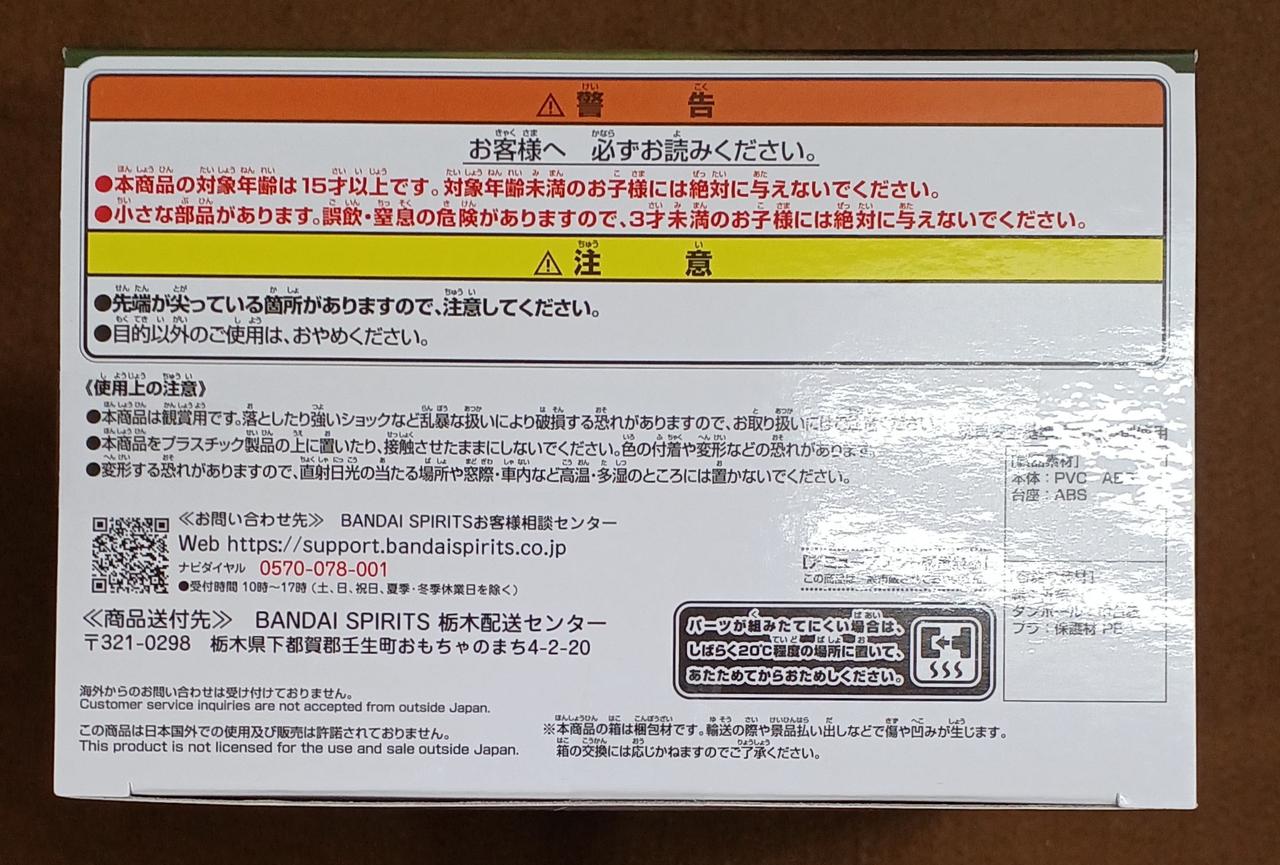 ⚠警告
お客様へ 必ずお読みください。
●本商品の対象年齢は15才以上です。対象年齢未満のお子様には絶対に与えないでください。
●小さな部品があります。誤飲・窒息の危険がありますので、3才未満のお子様には絶対に与えないでください。
⚠注意
●先端が尖っている箇所がありますので、注意してください。
●目的以外のご使用は、おやめください。
《使用上の注意》
●本商品は観賞用です。落としたり強いショックなど乱暴な扱いにより破損する恐れがありますので、お取り扱いにはご注意ください。
●本商品をプラスチック製品の上に置いたり、接触させたままにしないでください。色の付着や変形などの恐れがあります。
●変形する恐れがありますので、直射日光の当たる場所や窓際・車内など高温・多湿のところには置かないでください。
本体:PVC
台座:ABS
≪お問い合わせ先≫ BANDAI SPIRITSお客様相談センター
Web https://support.bandaispirits.co.jp
ナビダイヤル 0570-078-001
●受付時間 10時〜17時(土、日、祝日、夏季・冬季休業日を除く)
≪商品送付先≫ BANDAI SPIRITS 栃木配送センター
〒321-0298 栃木県下都賀郡壬生町おもちゃのまち4-2-20
プラ:保護材 PE
パーツが組みたてにくい場合は、
しばらく20℃程度の場所に置いて、
あたためてからおためしください。
海外からのお問い合わせは受け付けておりません。
Customer service inquiries are not accepted from outside Japan.
この商品は日本国外での使用及び販売は許諾されておりません。
This product is not licensed for the use and sale outside Japan.
※本商品の箱は梱包材です。輸送の際や景品払い出しなどで傷や凹みが生じます。
箱の交換には応じかねますのでご了承ください。